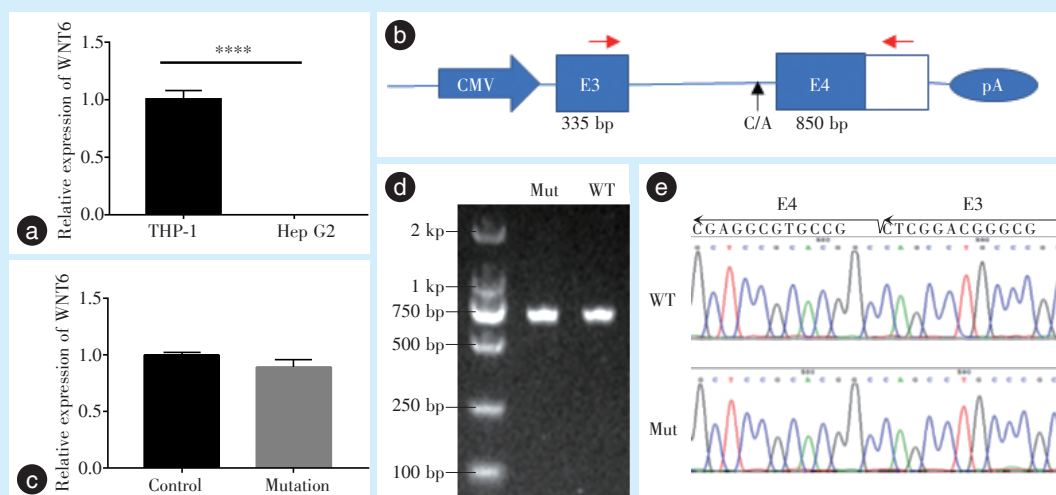 a
Relative expression of WNT6
1.5
1.0
0.5
0.0
****
THP-1
Hep G2
b
CMV
E3
335 bp
C/A
E4
850 bp
pA
c
Relative expression of WNT6
1.5
1.0
0.5
0.0
Control
Mutation
d
Mut
WT
2 kp
1 kp
750 bp
500 bp
250 bp
100 bp
e
E4
E3
CGAGGCGTGCCG
CTCGGACGGGCG
WT
G C T C C G C A C G G C C A G C C T G C C C G C
Mut
G C T C C G C A C G G C C A G C C T G C C C G C